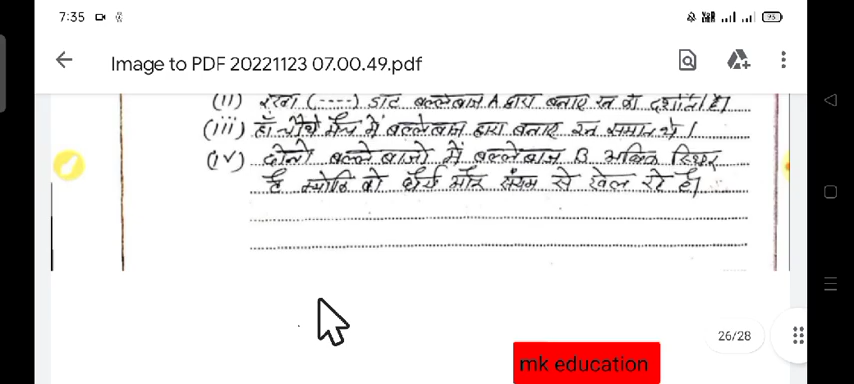 7:35
Image to PDF 20221123 07.00.49.pdf
(ii) रेखा (----) डाट बल्लेबाज A द्वारा बनाए रन को दर्शाता है।
(iii) हाँ चौथे मैच में बल्लेबाज द्वारा बनाए रन समान थे।
(iv) दोनो बल्ले बाजो में बल्लेबाज B अधिक स्थिर
है क्योकि वो धैर्य और संयम से खेल रहे है।
26/28
mk education